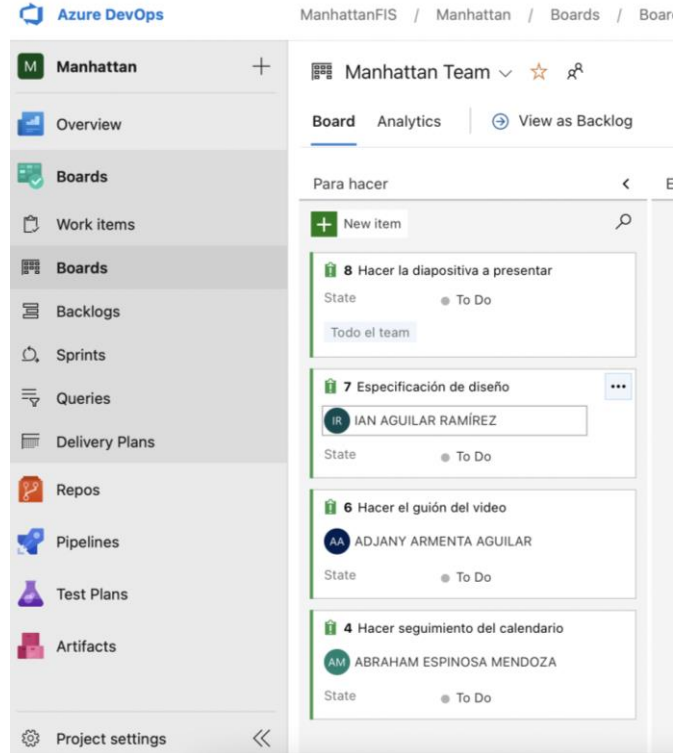 Azure DevOps
ManhattanFIS / Manhattan / Boards / Boar
M Manhattan
Overview
Boards
Work items
Boards
Backlogs
Sprints
Queries
Delivery Plans
Repos
Pipelines
Test Plans
Artifacts
Project settings
Manhattan Team
Board Analytics View as Backlog
Para hacer
New item
8 Hacer la diapositiva a presentar
State To Do
Todo el team
7 Especificación de diseño
IR IAN AGUILAR RAMÍREZ
State To Do
6 Hacer el guión del video
AA ADJANY ARMENTA AGUILAR
State To Do
4 Hacer seguimiento del calendario
AM ABRAHAM ESPINOSA MENDOZA
State To Do